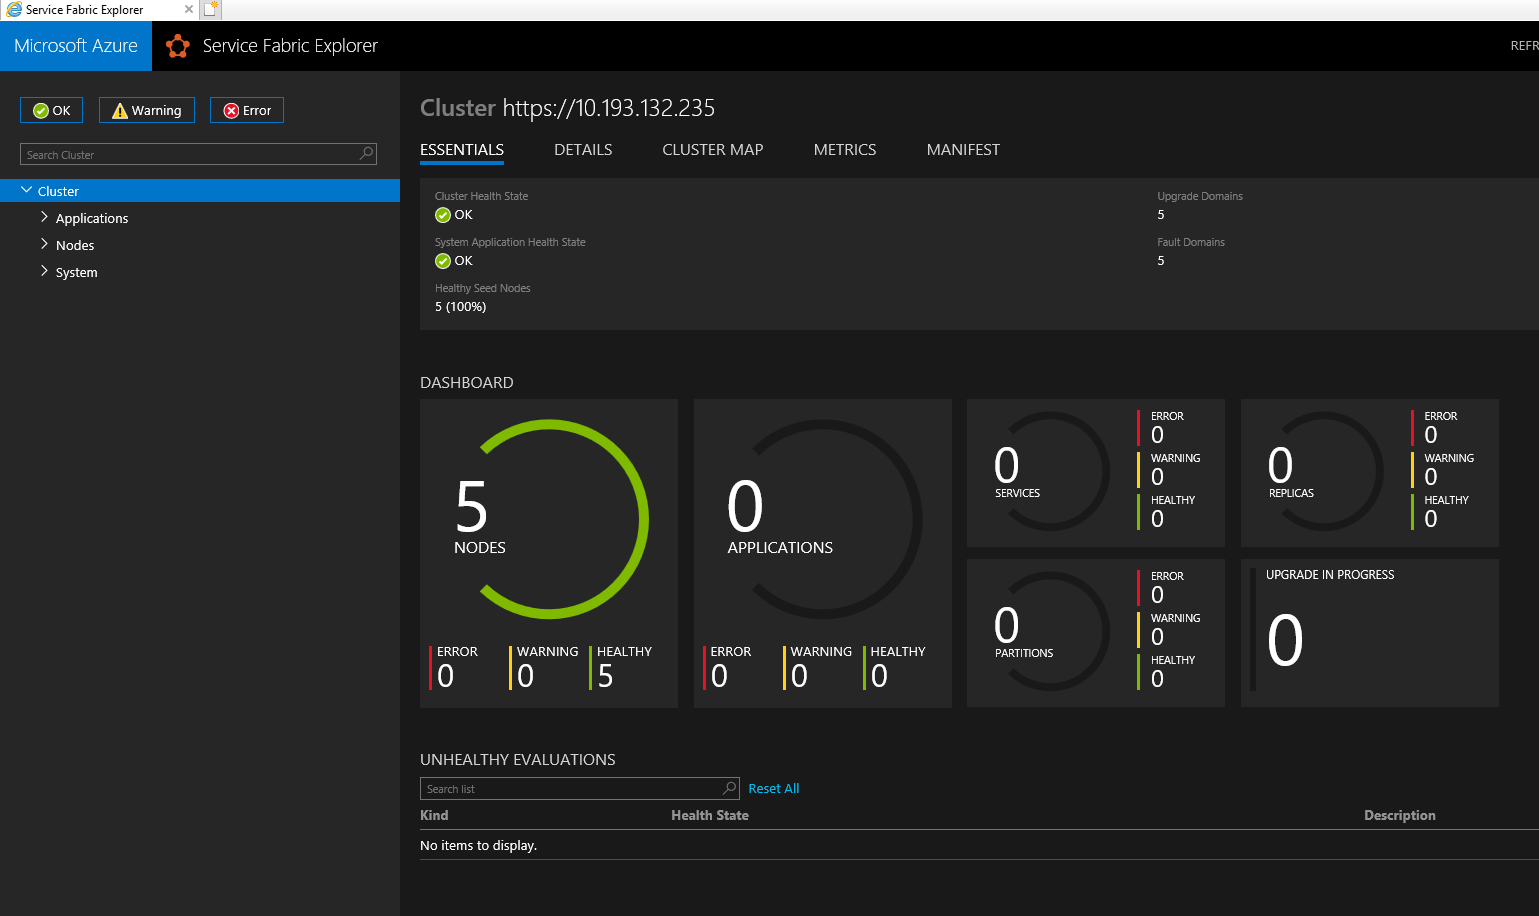 Service Fabric Explorer
Microsoft Azure
Service Fabric Explorer
REFR
OK
Warning
Error
Search Cluster
Cluster
Applications
Nodes
System
Cluster https://10.193.132.235
ESSENTIALS DETAILS CLUSTER MAP METRICS MANIFEST
Cluster Health State
OK
System Application Health State
OK
Healthy Seed Nodes
5 (100%)
Upgrade Domains
5
Fault Domains
5
DASHBOARD
5
NODES
ERROR
0
WARNING
0
HEALTHY
5
0
APPLICATIONS
ERROR
0
WARNING
0
HEALTHY
0
0
SERVICES
ERROR
0
WARNING
0
HEALTHY
0
0
REPLICAS
ERROR
0
WARNING
0
HEALTHY
0
0
PARTITIONS
ERROR
0
WARNING
0
HEALTHY
0
UPGRADE IN PROGRESS
0
UNHEALTHY EVALUATIONS
Search list
Reset All
Kind Health State Description
No items to display.